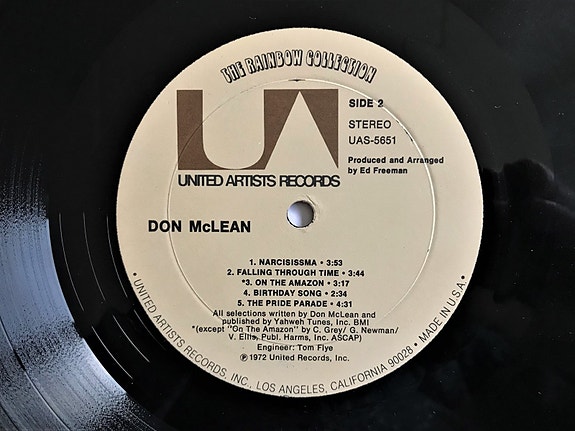 THE RAINBOW COLLECTION
UA
SIDE 2
STEREO
UAS-5651
Produced and Arranged
by Ed Freeman
UNITED ARTISTS RECORDS
DON McLEAN
1. NARCISISSMA • 3:53
2. FALLING THROUGH TIME • 3:44
*3. ON THE AMAZON • 3:17
4. BIRTHDAY SONG • 2:34
5. THE PRIDE PARADE • 4:31
All selections written by Don McLean and
published by Yahweh Tunes, Inc. BMI
*(except "On The Amazon" by C. Grey/ G. Newman/
V. Ellis, Publ. Harms, Inc. ASCAP)
Engineer: Tom Flye
℗ 1972 United Records, Inc.
• UNITED ARTISTS RECORDS, INC., LOS ANGELES, CALIFORNIA 90028 • MADE IN U.S.A. •